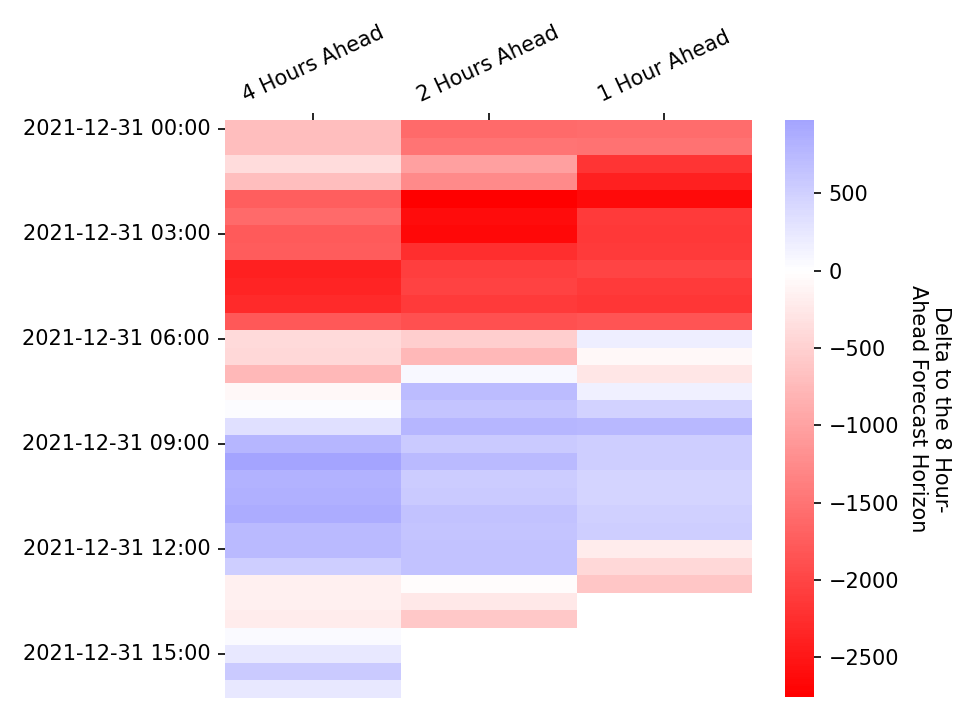 4 Hours Ahead
2 Hours Ahead
1 Hour Ahead
2021-12-31 00:00
2021-12-31 03:00
2021-12-31 06:00
2021-12-31 09:00
2021-12-31 12:00
2021-12-31 15:00
500
0
−500
−1000
−1500
−2000
−2500
Delta to the 8 Hour-
Ahead Forecast Horizon